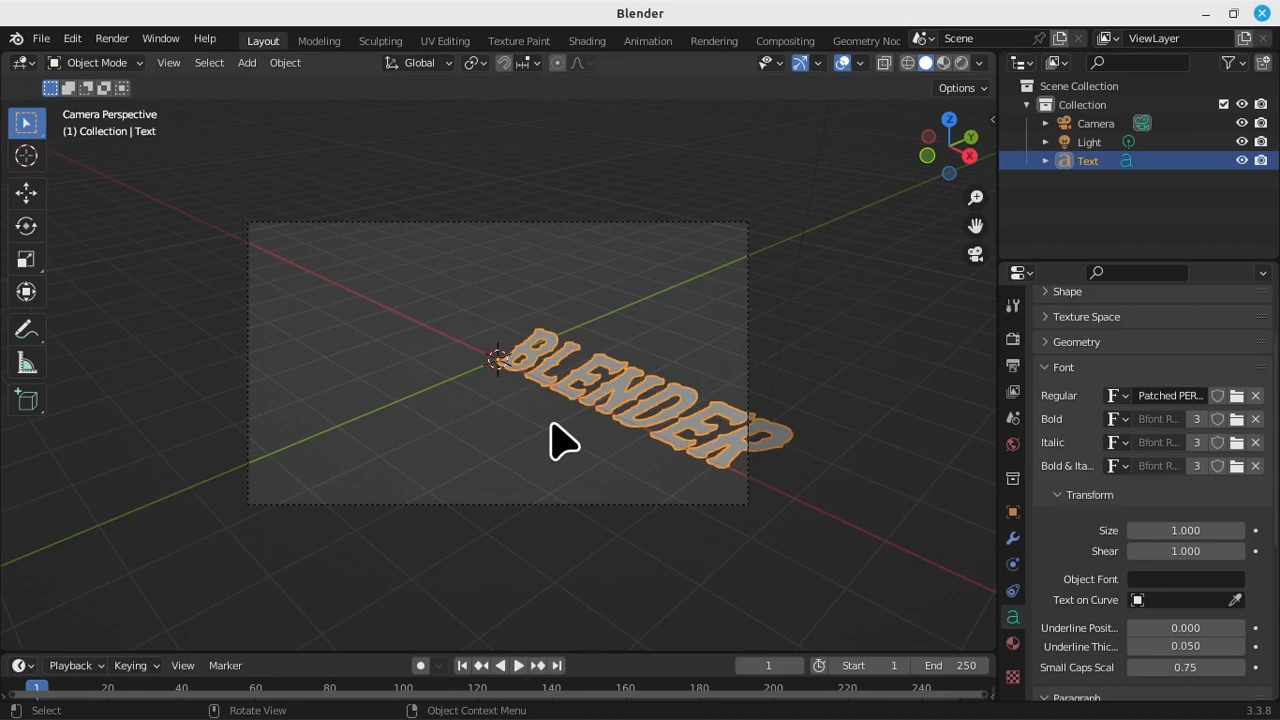 Blender
File Edit Render Window Help Layout Modeling Sculpting UV Editing Texture Paint Shading Animation Rendering Compositing Geometry Noc Scene ViewLayer
Object Mode View Select Add Object Global
Options
Camera Perspective
(1) Collection | Text
Z
Y
X
BLENDER
Scene Collection
Collection
Camera
Light
Text
Shape
Texture Space
Geometry
Font
Regular F Patched PER...
Bold F Bfont R... 3
Italic F Bfont R... 3
Bold & Ita... F Bfont R... 3
Transform
Size 1.000
Shear 1.000
Object Font
Text on Curve
Underline Posit... 0.000
Underline Thic... 0.050
Small Caps Scal 0.75
Paragraph
Playback Keying View Marker 1 Start 1 End 250
1 20 40 60 80 100 120 140 160 180 200 220 240
Select Rotate View Object Context Menu 3.3.8